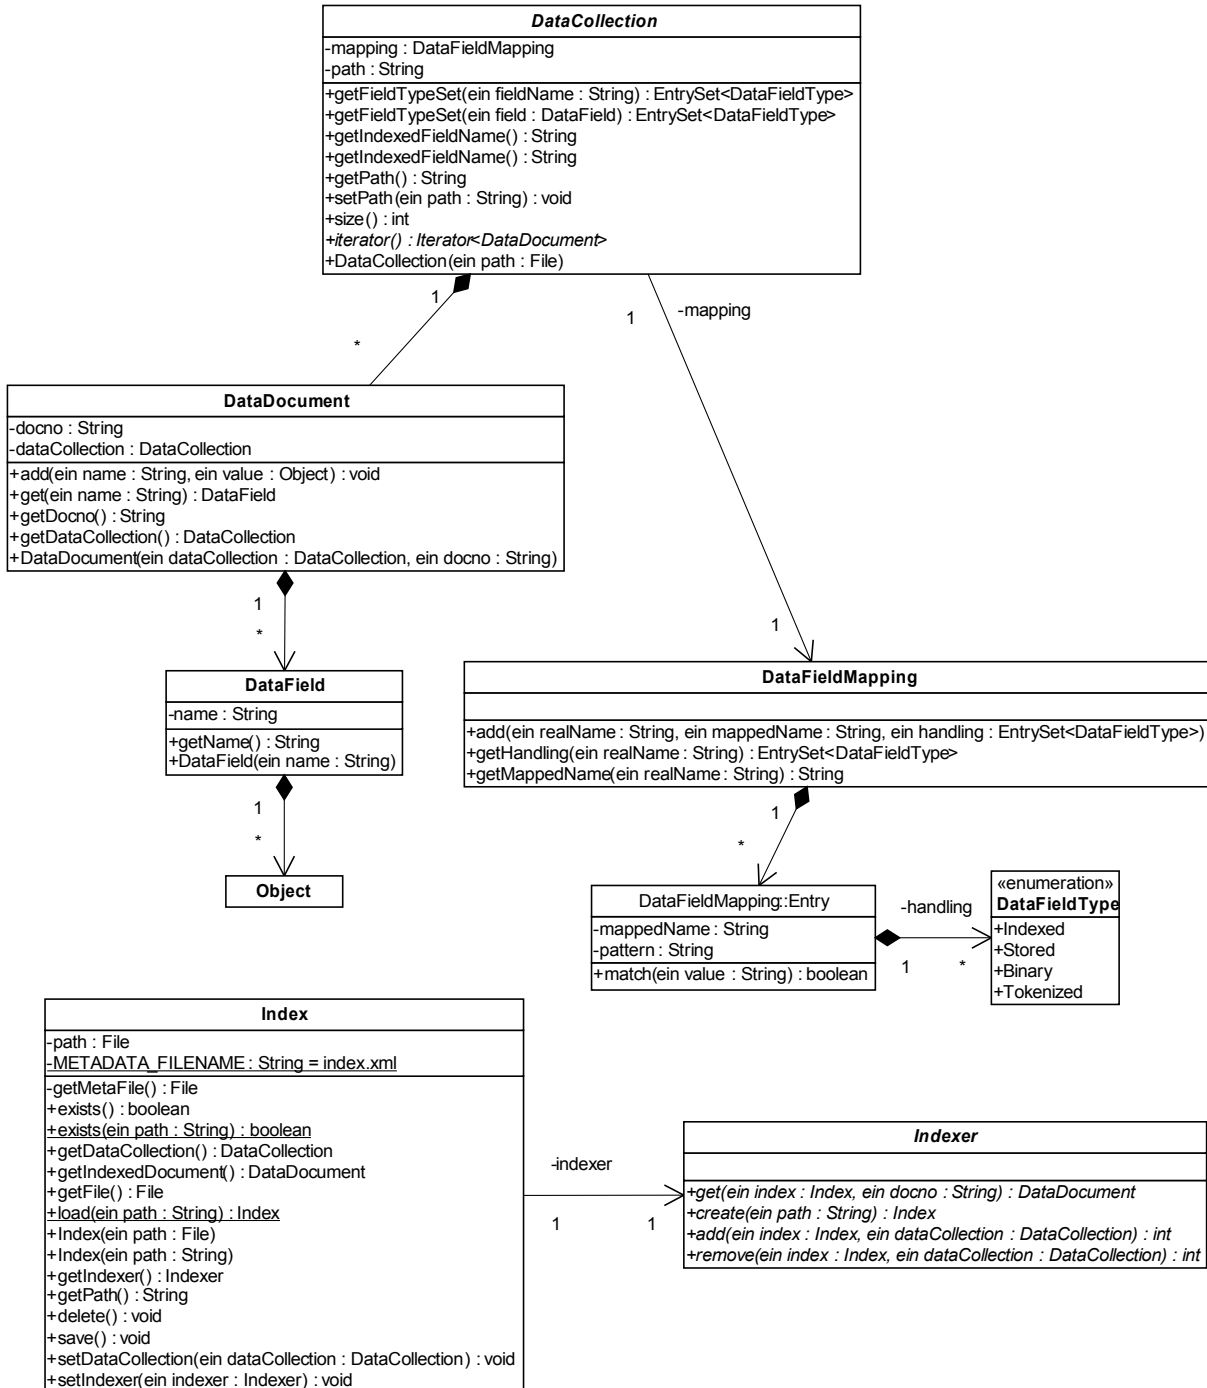 DataCollection
-mapping : DataFieldMapping
-path : String
+getFieldTypeSet(ein fieldName : String) : EntrySet<DataFieldType>
+getFieldTypeSet(ein field : DataField) : EntrySet<DataFieldType>
+getIndexedFieldName() : String
+getIndexedFieldName() : String
+getPath() : String
+setPath(ein path : String) : void
+size() : int
+iterator() : Iterator<DataDocument>
+DataCollection(ein path : File)
1
*
1
-mapping
1
DataDocument
-docno : String
-dataCollection : DataCollection
+add(ein name : String, ein value : Object) : void
+get(ein name : String) : DataField
+getDocno() : String
+getDataCollection() : DataCollection
+DataDocument(ein dataCollection : DataCollection, ein docno : String)
1
*
DataField
-name : String
+getName() : String
+DataField(ein name : String)
1
*
Object
DataFieldMapping
+add(ein realName : String, ein mappedName : String, ein handling : EntrySet<DataFieldType>)
+getHandling(ein realName : String) : EntrySet<DataFieldType>
+getMappedName(ein realName : String) : String
1
*
DataFieldMapping::Entry
-mappedName : String
-pattern : String
+match(ein value : String) : boolean
-handling
1
*
«enumeration»
DataFieldType
+Indexed
+Stored
+Binary
+Tokenized
Index
-path : File
-METADATA_FILENAME : String = index.xml
-getMetaFile() : File
+exists() : boolean
+exists(ein path : String) : boolean
+getDataCollection() : DataCollection
+getIndexedDocument() : DataDocument
+getFile() : File
+load(ein path : String) : Index
+Index(ein path : File)
+Index(ein path : String)
+getIndexer() : Indexer
+getPath() : String
+delete() : void
+save() : void
+setDataCollection(ein dataCollection : DataCollection) : void
+setIndexer(ein indexer : Indexer) : void
-indexer
1
1
Indexer
+get(ein index : Index, ein docno : String) : DataDocument
+create(ein path : String) : Index
+add(ein index : Index, ein dataCollection : DataCollection) : int
+remove(ein index : Index, ein dataCollection : DataCollection) : int